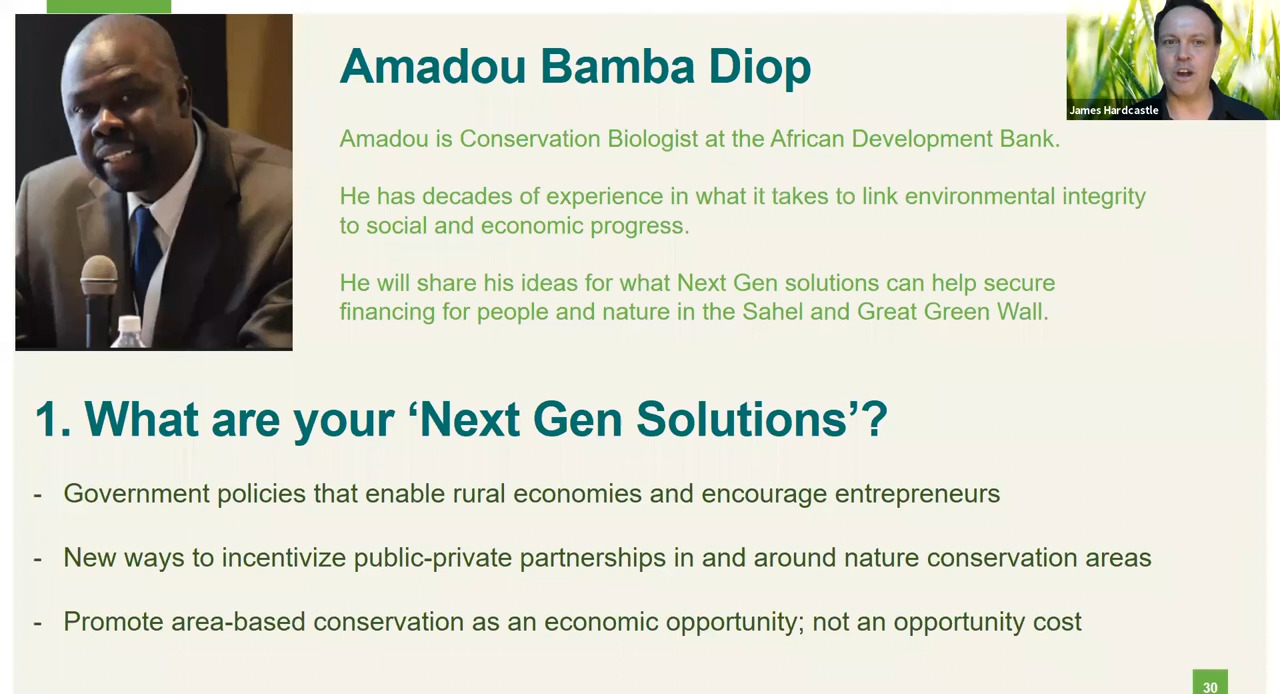 Amadou Bamba Diop
James Hardcastle
Amadou is Conservation Biologist at the African Development Bank.
He has decades of experience in what it takes to link environmental integrity
to social and economic progress.
He will share his ideas for what Next Gen solutions can help secure
financing for people and nature in the Sahel and Great Green Wall.
1. What are your ‘Next Gen Solutions’?
- Government policies that enable rural economies and encourage entrepreneurs
- New ways to incentivize public-private partnerships in and around nature conservation areas
- Promote area-based conservation as an economic opportunity; not an opportunity cost
30